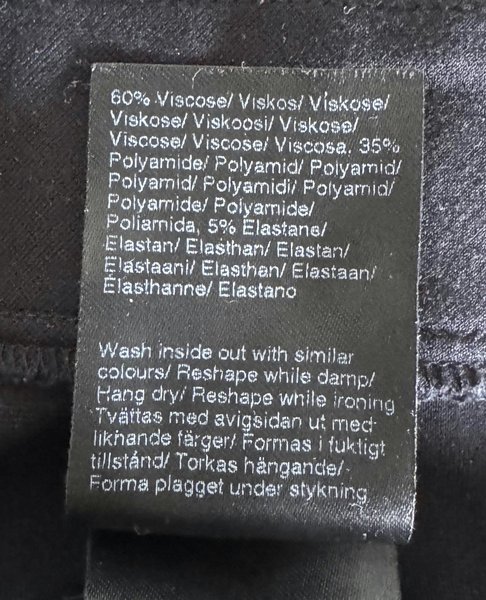 60% Viscose/ Viskos/ Viskose/
Viskose/ Viskoosi/ Viskose/
Viscose/ Viscose/ Viscosa, 35%
Polyamide/ Polyamid/ Polyamid/
Polyamid/ Polyamidi/ Polyamid/
Polyamide/ Polyamide/
Poliamida, 5% Elastane/
Elastan/ Elasthan/ Elastan/
Elastaani/ Elasthan/ Elastaan/
Elasthanne/ Elastano
Wash inside out with similar
colours/ Reshape while damp/
Hang dry/ Reshape while ironing
Tvättas med avigsidan ut med
likhande färger/ Formas i fuktigt
tillstånd/ Torkas hängande/
Forma plagget under stykning